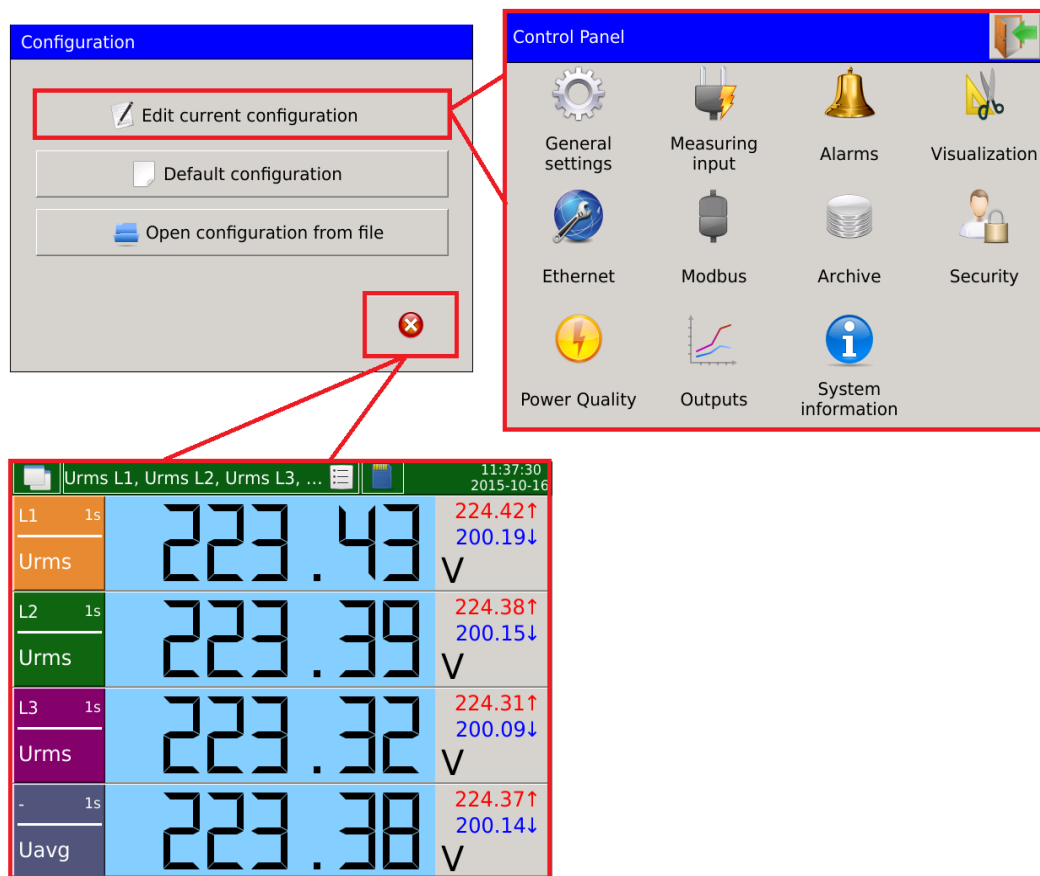 Configuration
Edit current configuration
Default configuration
Open configuration from file
Control Panel
General
settings
Measuring
input
Alarms
Visualization
Ethernet
Modbus
Archive
Security
Power Quality
Outputs
System
information
Urms L1, Urms L2, Urms L3, ...
11:37:30
2015-10-16
L1 1s
Urms
223.43
224.42↑
200.19↓
V
L2 1s
Urms
223.39
224.38↑
200.15↓
V
L3 1s
Urms
223.32
224.31↑
200.09↓
V
- 1s
Uavg
223.38
224.37↑
200.14↓
V